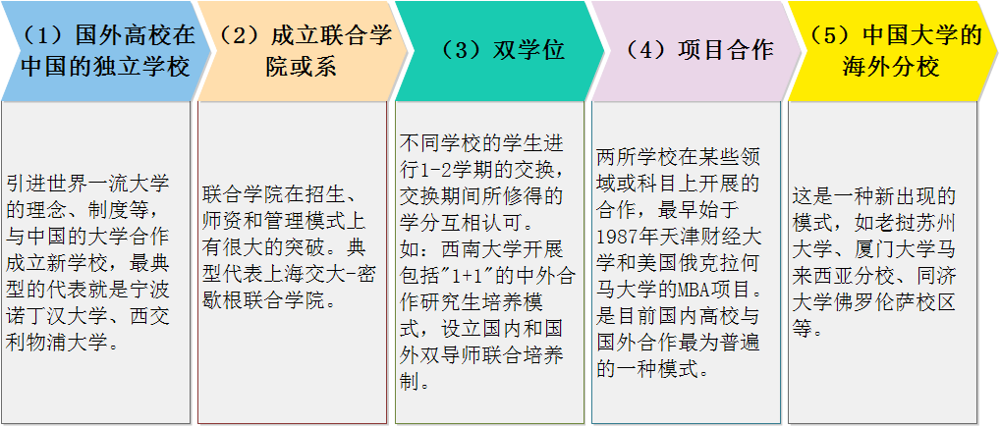 （1）国外高校在
中国的独立学校
（2）成立联合学
院或系
（3）双学位
（4）项目合作
（5）中国大学的
海外分校
引进世界一流大学
的理念、制度等，
与中国的大学合作
成立新学校，最典
型的代表就是宁波
诺丁汉大学、西交
利物浦大学。
联合学院在招生、
师资和管理模式上
有很大的突破。典
型代表上海交大-密
歇根联合学院。
不同学校的学生进
行1-2学期的交换，
交换期间所修得的
学分互相认可。
如：西南大学开展
包括"1+1"的中外合
作研究生培养模
式，设立国内和国
外双导师联合培养
制。
两所学校在某些领
域或科目上开展的
合作，最早始于
1987年天津财经大
学和美国俄克拉何
马大学的MBA项目。
是目前国内高校与
国外合作最为普遍
的一种模式。
这是一种新出现的
模式，如老挝苏州
大学、厦门大学马
来西亚分校、同济
大学佛罗伦萨校区
等。